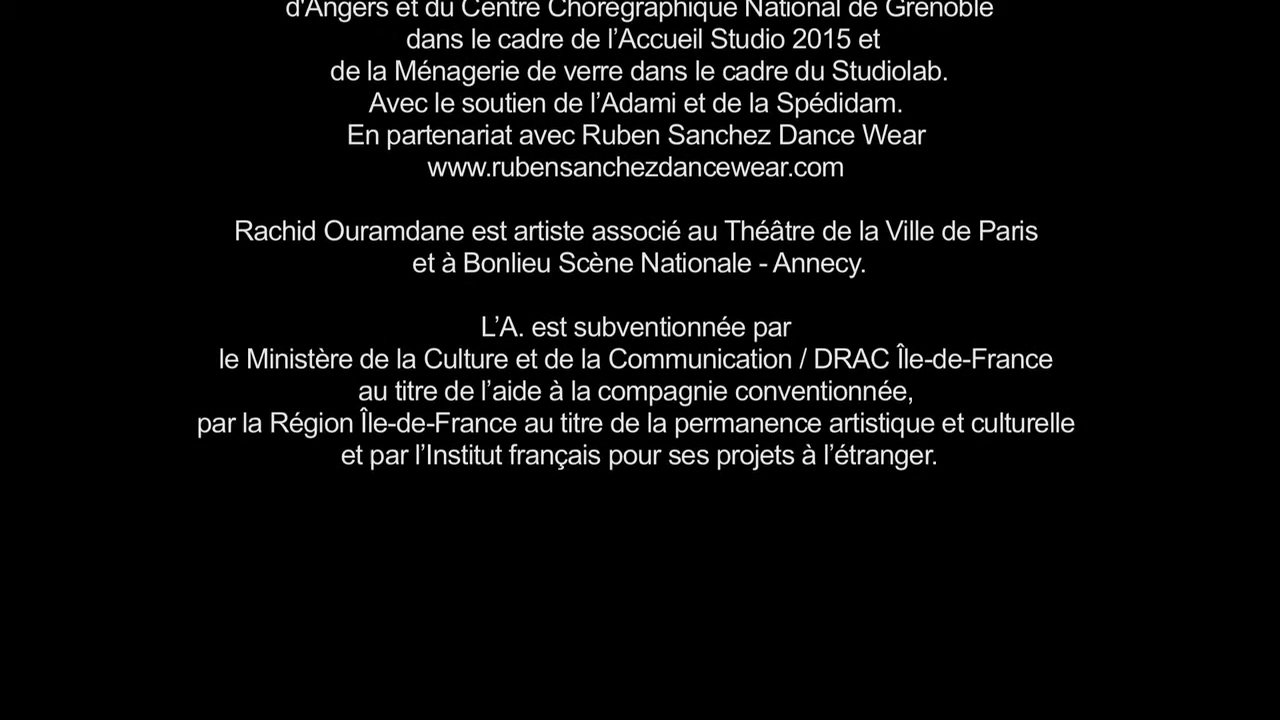 d'Angers et du Centre Chorégraphique National de Grenoble
dans le cadre de l’Accueil Studio 2015 et
de la Ménagerie de verre dans le cadre du Studiolab.
Avec le soutien de l’Adami et de la Spédidam.
En partenariat avec Ruben Sanchez Dance Wear
www.rubensanchezdancewear.com
Rachid Ouramdane est artiste associé au Théâtre de la Ville de Paris
et à Bonlieu Scène Nationale - Annecy.
L’A. est subventionnée par
le Ministère de la Culture et de la Communication / DRAC Île-de-France
au titre de l’aide à la compagnie conventionnée,
par la Région Île-de-France au titre de la permanence artistique et culturelle
et par l’Institut français pour ses projets à l’étranger.